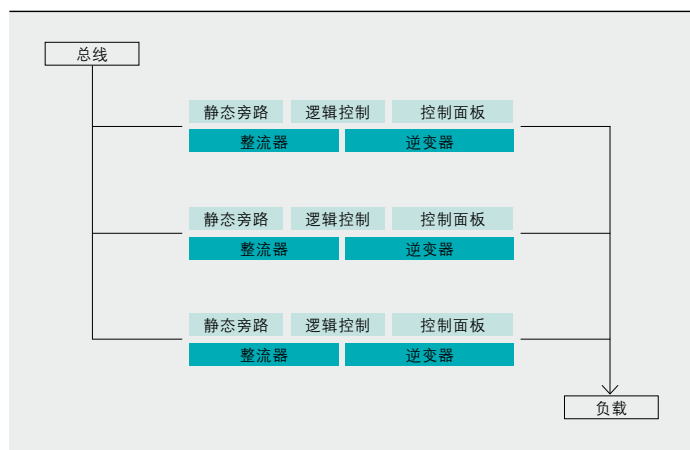 总线
静态旁路 逻辑控制 控制面板
整流器 逆变器
静态旁路 逻辑控制 控制面板
整流器 逆变器
静态旁路 逻辑控制 控制面板
整流器 逆变器
负载